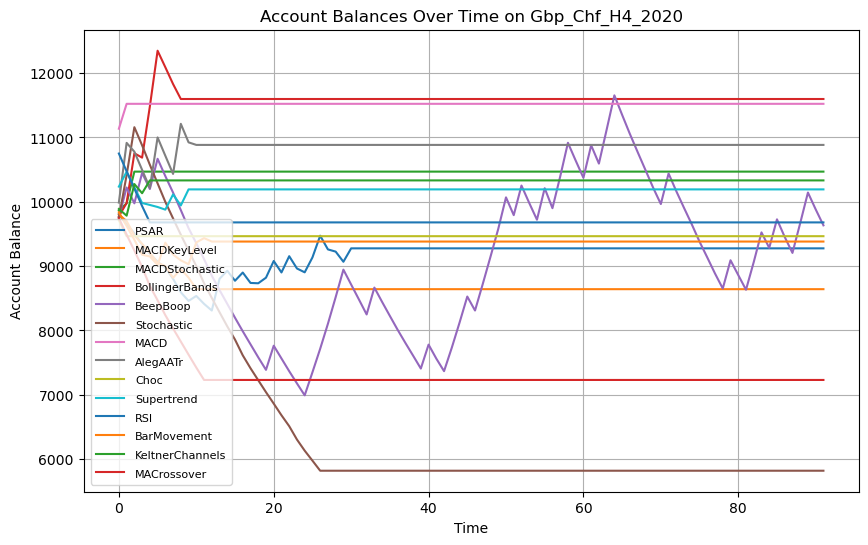 Account Balances Over Time on Gbp_Chf_H4_2020
Account Balance
12000
11000
10000
9000
8000
7000
6000
PSAR
MACDKeyLevel
MACDStochastic
BollingerBands
BeepBoop
Stochastic
MACD
AlegAATr
Choc
Supertrend
RSI
BarMovement
KeltnerChannels
MACrossover
0
20
40
60
80
Time